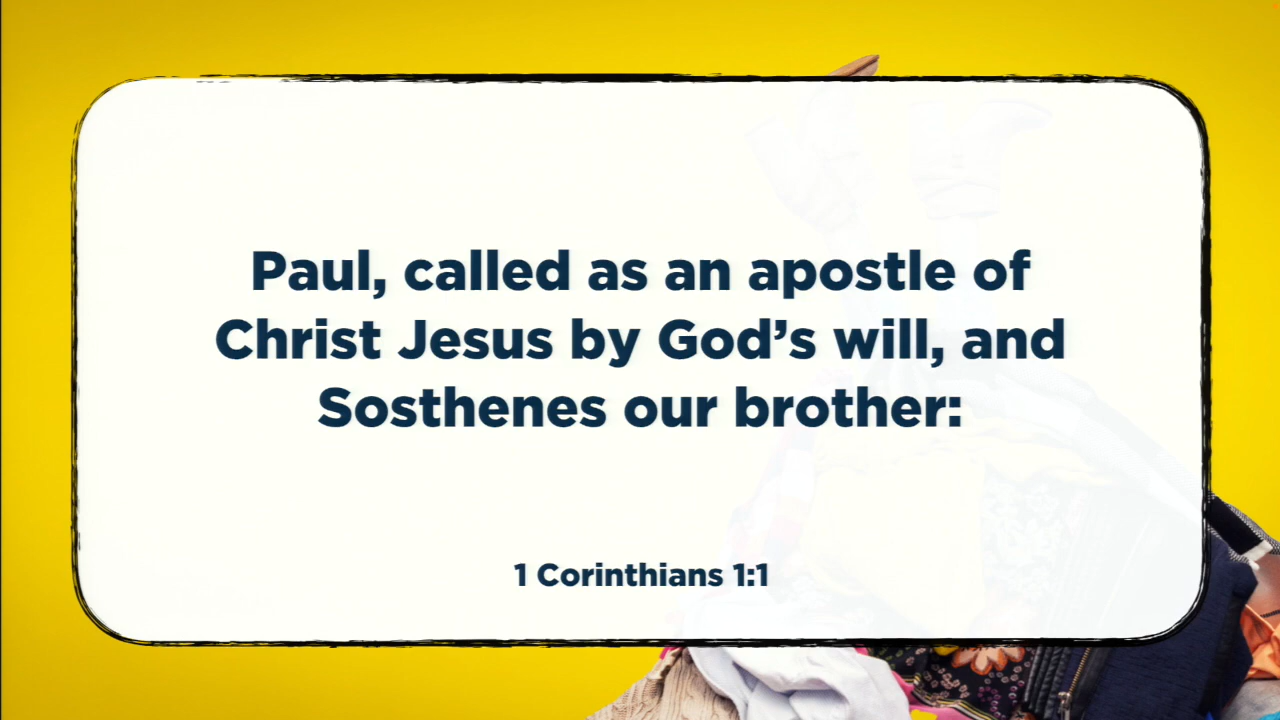 Paul, called as an apostle of
Christ Jesus by God’s will, and
Sosthenes our brother:
1 Corinthians 1:1